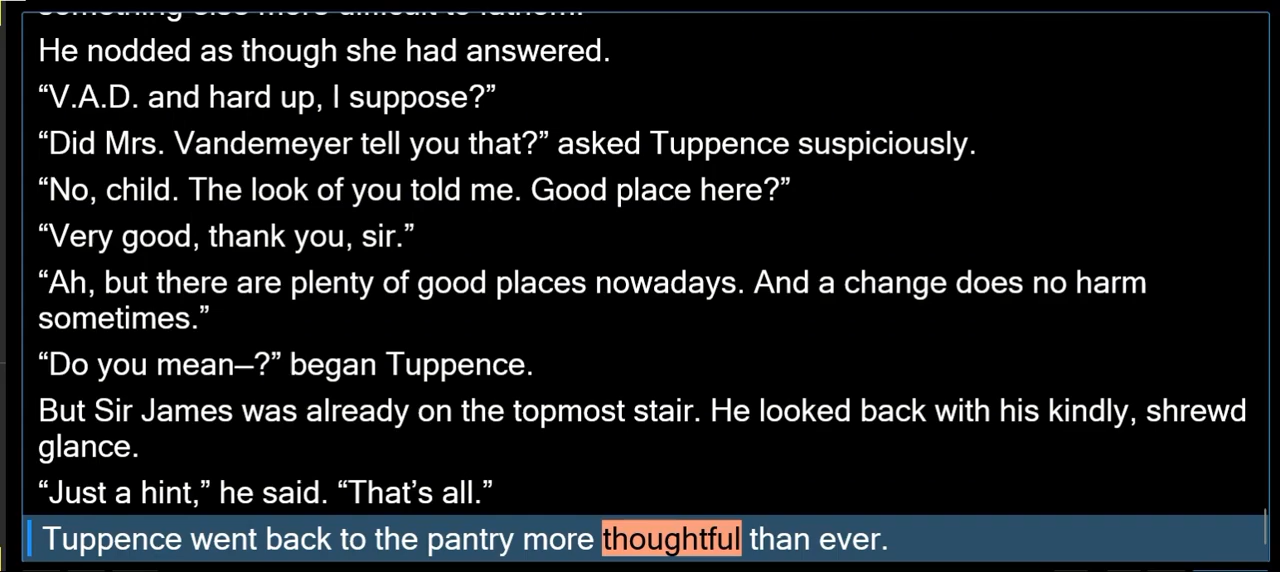 He nodded as though she had answered.
“V.A.D. and hard up, I suppose?”
“Did Mrs. Vandemeyer tell you that?” asked Tuppence suspiciously.
“No, child. The look of you told me. Good place here?”
“Very good, thank you, sir.”
“Ah, but there are plenty of good places nowadays. And a change does no harm
sometimes.”
“Do you mean—?” began Tuppence.
But Sir James was already on the topmost stair. He looked back with his kindly, shrewd
glance.
“Just a hint,” he said. “That’s all.”
Tuppence went back to the pantry more thoughtful than ever.